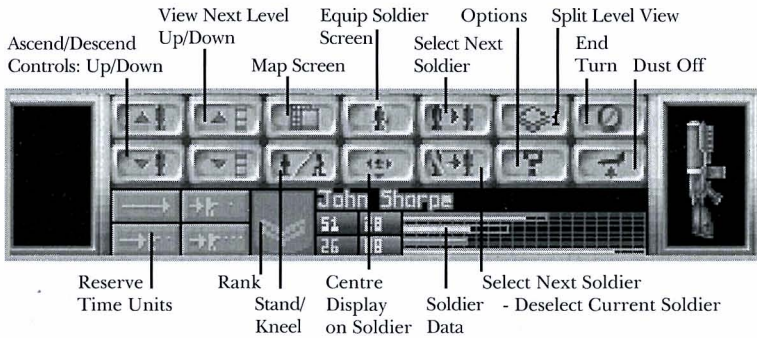 View Next Level
Up/Down
Equip Soldier
Screen
Options
Split Level View
Ascend/Descend
Controls: Up/Down
Map Screen
Select Next
Soldier
End
Turn
Dust Off
John Sharpe
51 18
26 18
Reserve
Time Units
Rank
Stand/
Kneel
Centre
Display
on Soldier
Soldier
Data
Select Next Soldier
- Deselect Current Soldier